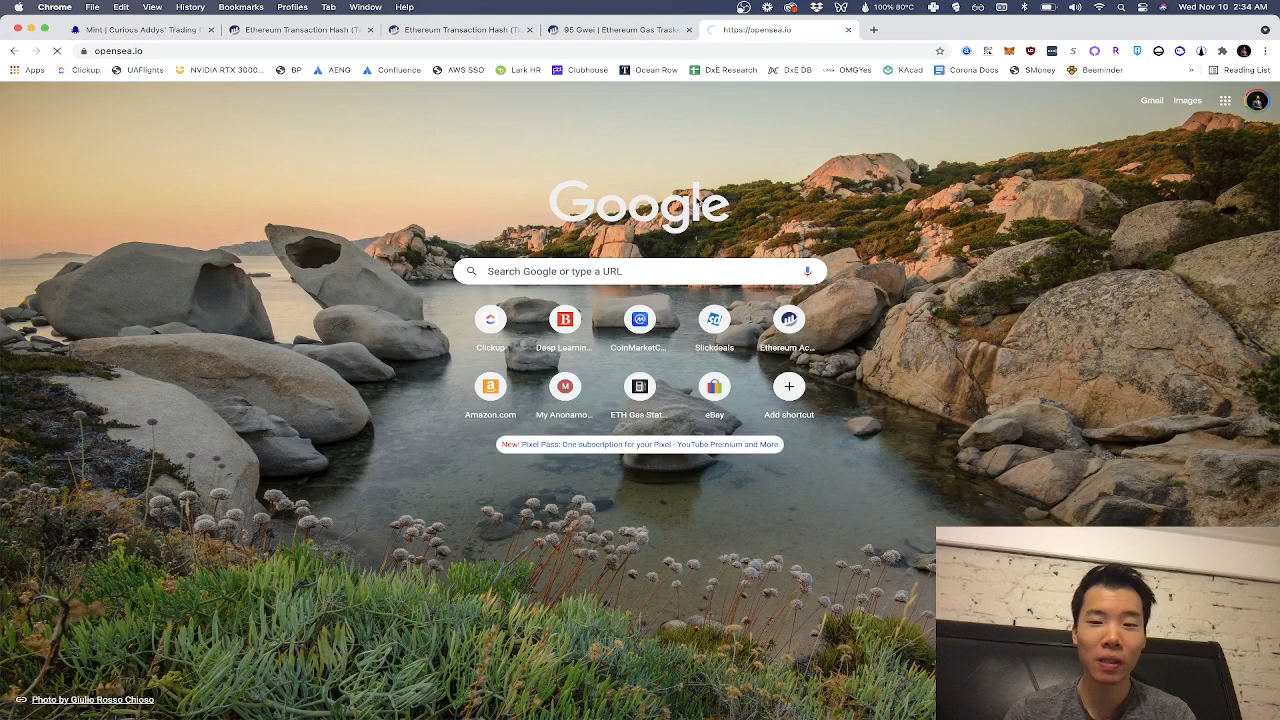 Chrome File Edit View History Bookmarks Profiles Tab Window Help 100% 80°C Wed Nov 10 2:34 AM
Mint | Curious Addys' Trading C Ethereum Transaction Hash (Tx Ethereum Transaction Hash (Tx 95 Gwei | Ethereum Gas Tracke https://opensea.io
opensea.io
Apps Clickup UAFlights NVIDIA RTX 3000... BP AENG Confluence AWS SSO Lark HR Clubhouse Ocean Row DxE Research DxE DB OMGYes KAcad Corona Docs SMoney Beeminder » Reading List
Gmail Images
Google
Search Google or type a URL
Clickup Deep Learnin... CoinMarketC... Slickdeals Ethereum Ac...
Amazon.com My Anonamo... ETH Gas Stat... eBay Add shortcut
New! Pixel Pass: One subscription for your Pixel - YouTube Premium and More
Photo by Giulio Rosso Chioso